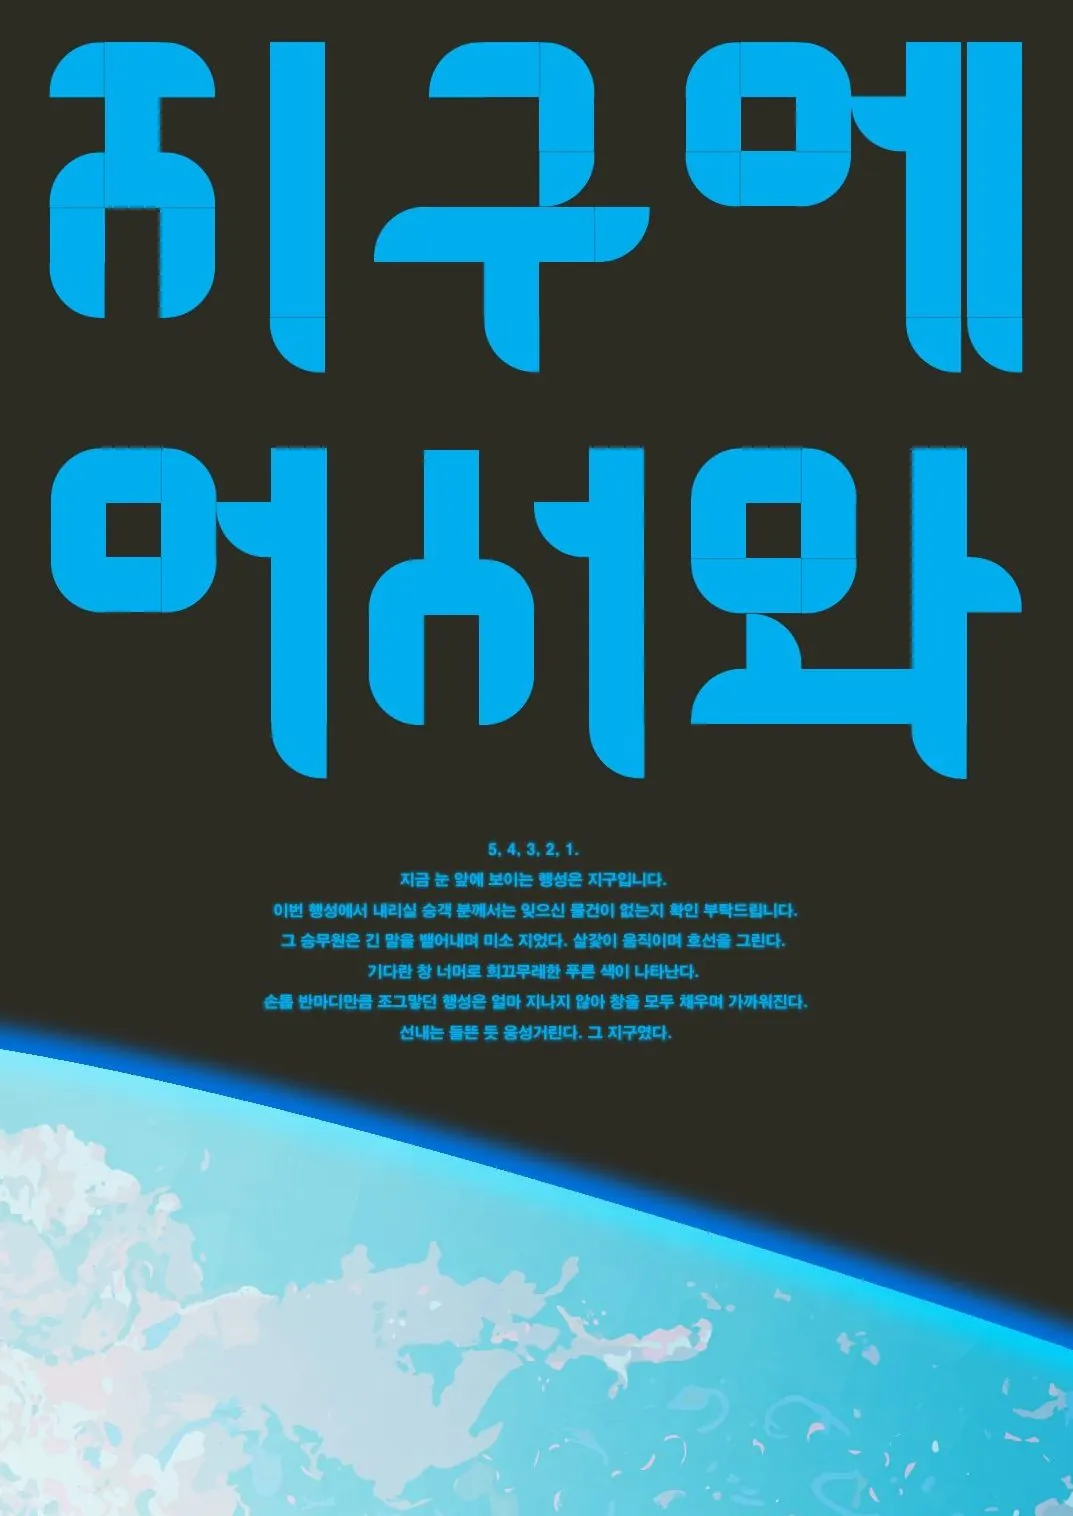 지구에
어서와
5, 4, 3, 2, 1.
지금 눈 앞에 보이는 행성은 지구입니다.
이번 행성에서 내리실 승객 분께서는 잊으신 물건이 없는지 확인 부탁드립니다.
그 승무원은 긴 말을 뱉어내며 미소 지었다. 살갗이 움직이며 호선을 그린다.
기다란 창 너머로 희끄무레한 푸른 색이 나타난다.
손톱 반마디만큼 조그맣던 행성은 얼마 지나지 않아 창을 모두 채우며 가까워진다.
선내는 들뜬 듯 웅성거린다. 그 지구였다.